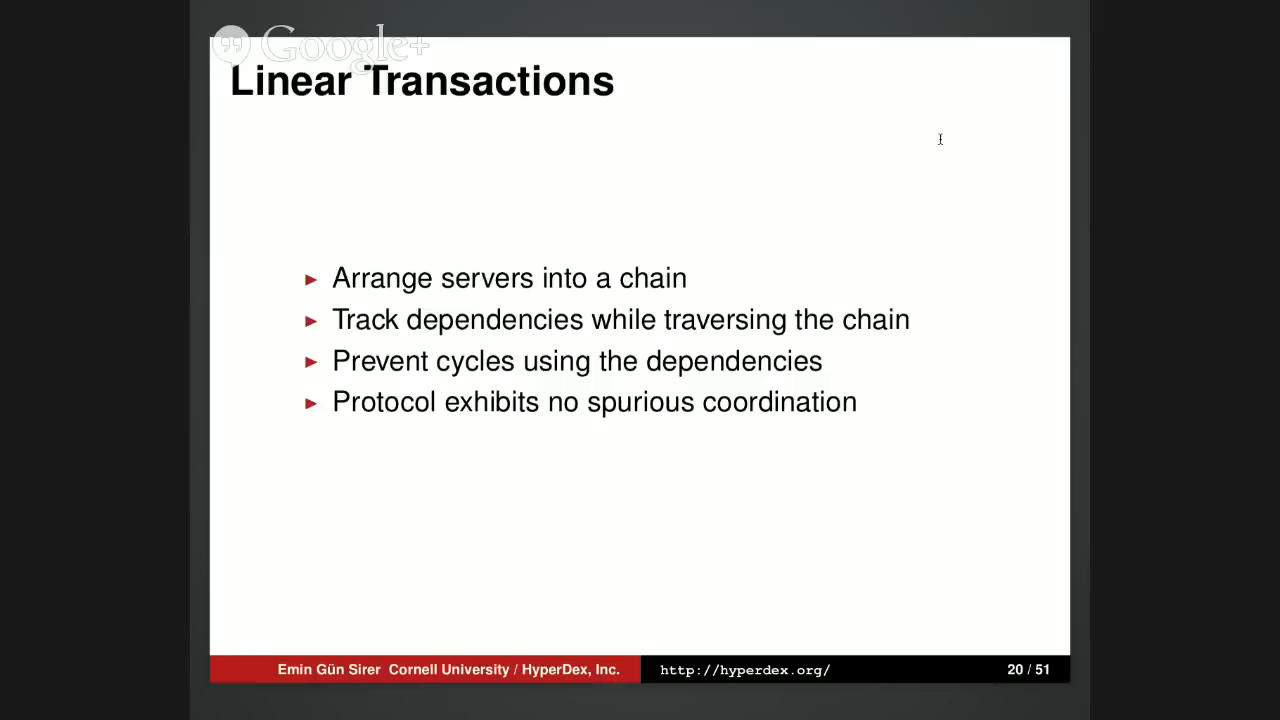 Google+
Linear Transactions
Arrange servers into a chain
Track dependencies while traversing the chain
Prevent cycles using the dependencies
Protocol exhibits no spurious coordination
Emin Gün Sirer Cornell University / HyperDex, Inc. http://hyperdex.org/ 20 / 51